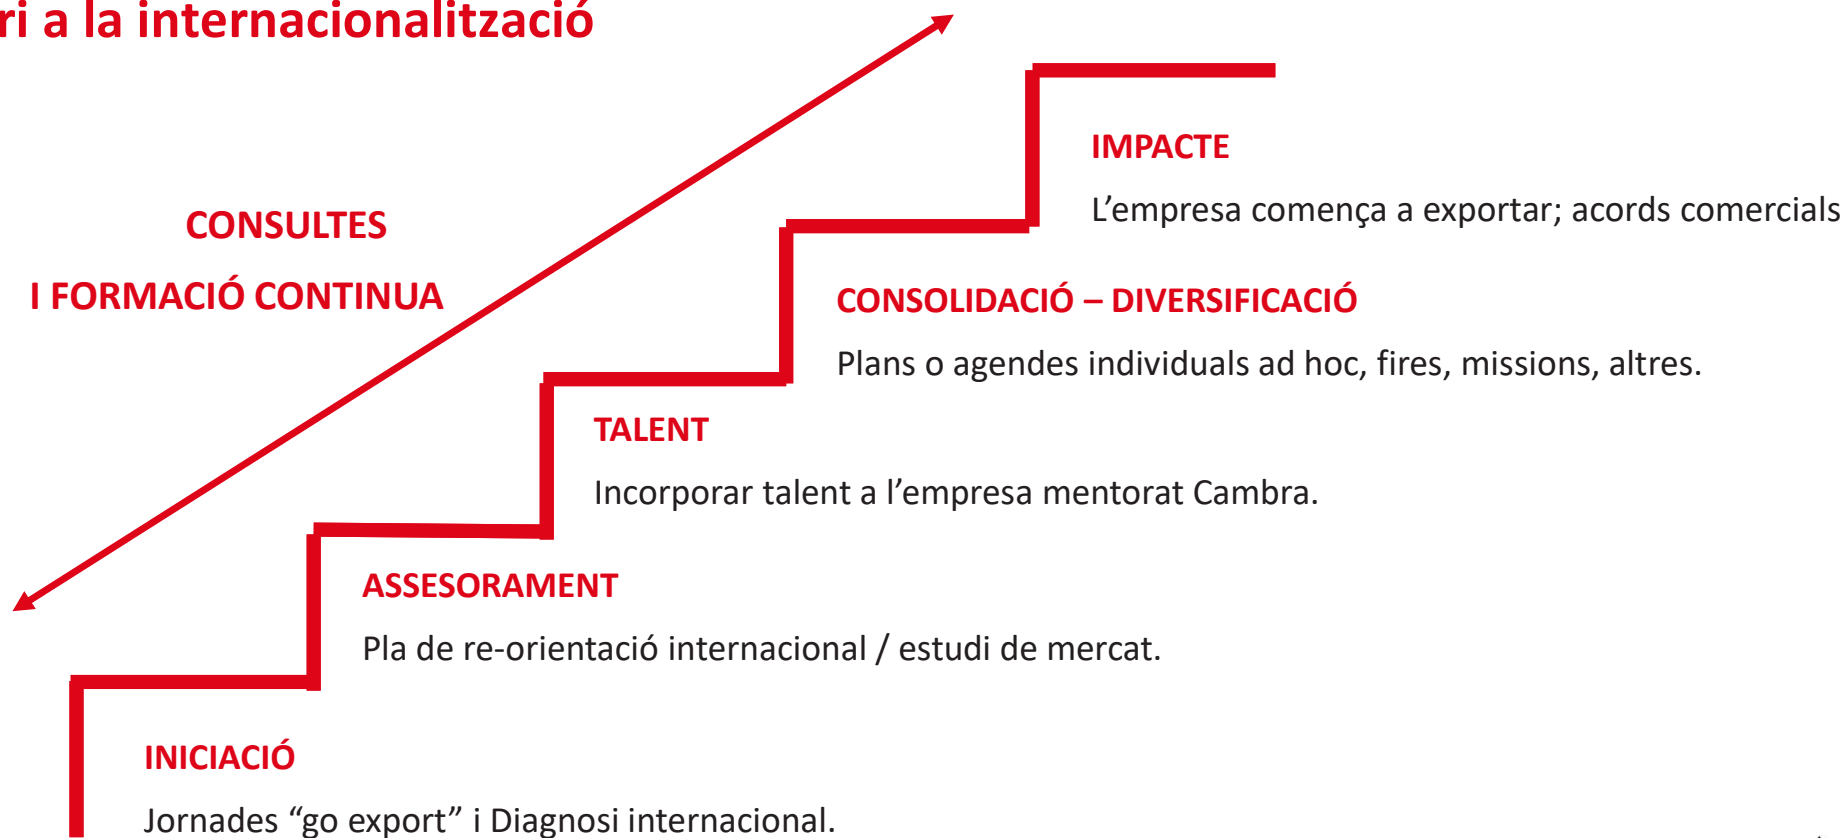 ri a la internacionalització
IMPACTE
L’empresa comença a exportar; acords comercials
CONSULTES
I FORMACIÓ CONTINUA
CONSOLIDACIÓ – DIVERSIFICACIÓ
Plans o agendes individuals ad hoc, fires, missions, altres.
TALENT
Incorporar talent a l’empresa mentorat Cambra.
ASSESORAMENT
Pla de re-orientació internacional / estudi de mercat.
INICIACIÓ
Jornades “go export” i Diagnosi internacional.